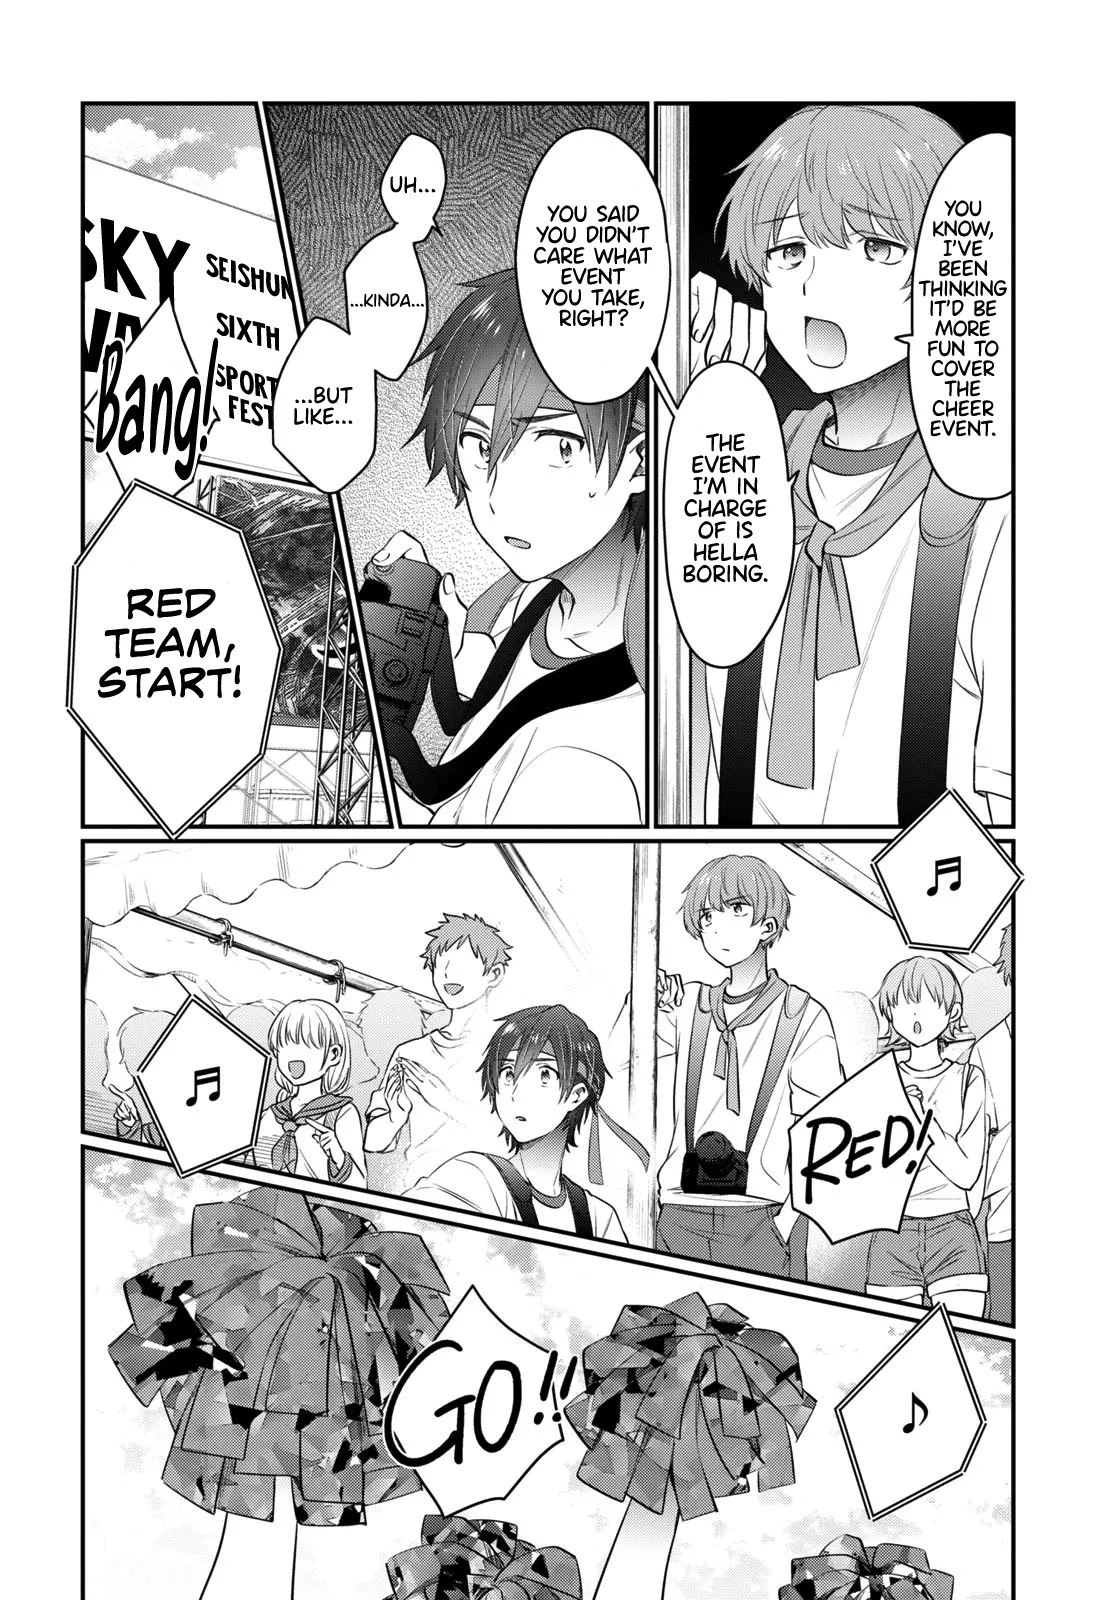 YOU
KNOW,
I'VE
BEEN
THINKING
IT'D BE
MORE
FUN TO
COVER
THE
CHEER
EVENT.
THE
EVENT
I'M IN
CHARGE
OF IS
HELLA
BORING.
YOU SAID
YOU DIDN'T
CARE WHAT
EVENT
YOU TAKE,
RIGHT?
UH...
...KINDA...
...BUT
LIKE...
SKY
SEISHUN
SIXTH
SPORT
FEST
Bang!
RED
TEAM,
START!
♬
♬
RED!
GO!!
♪